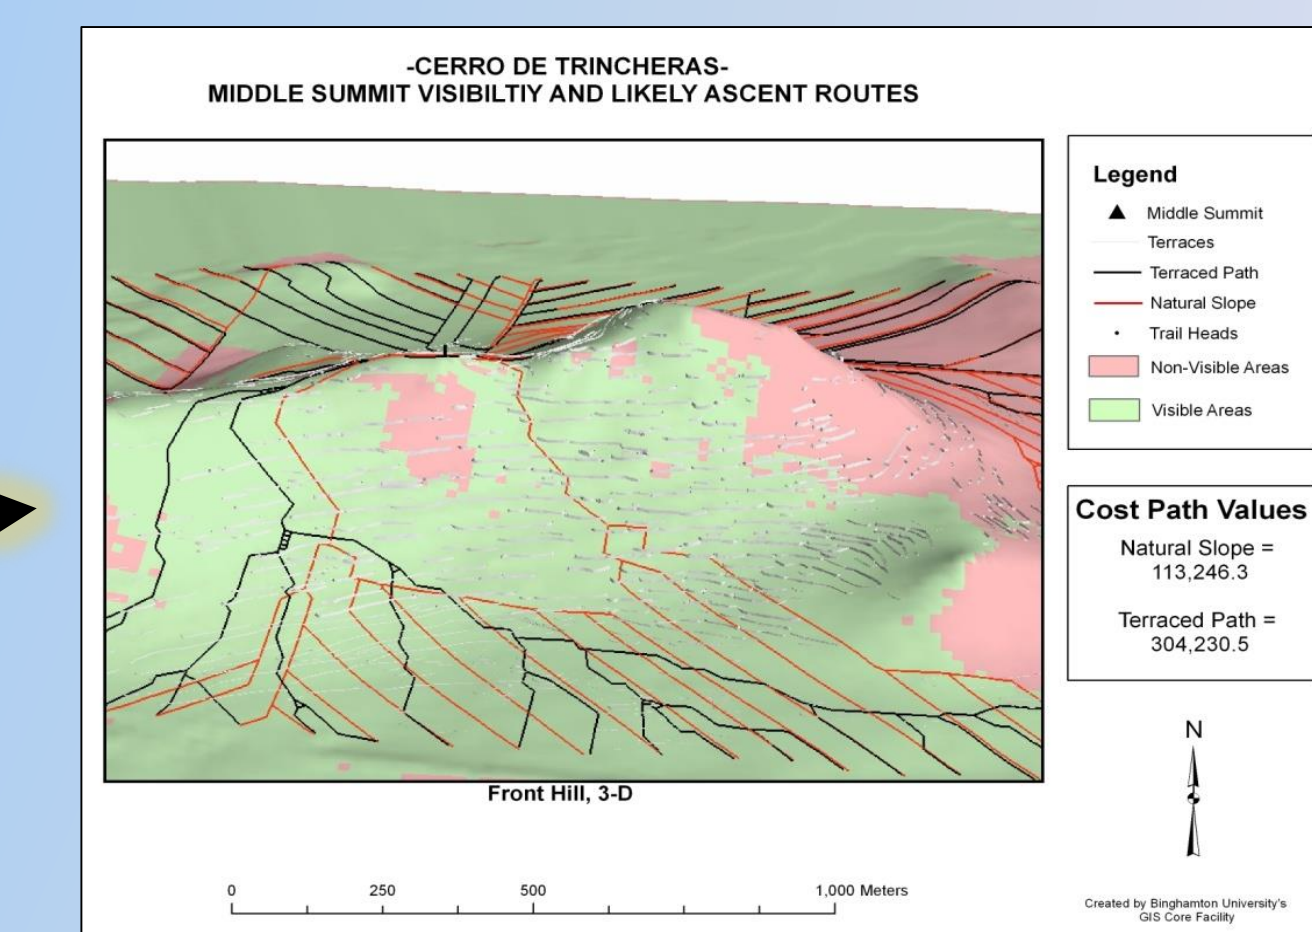 -CERRO DE TRINCHERAS-
MIDDLE SUMMIT VISIBILTIY AND LIKELY ASCENT ROUTES
Front Hill, 3-D
0 250 500 1,000 Meters
Legend
Middle Summit
Terraces
Terraced Path
Natural Slope
Trail Heads
Non-Visible Areas
Visible Areas
Cost Path Values
Natural Slope =
113,246.3
Terraced Path =
304,230.5
N
Created by Binghamton University's
GIS Core Facility